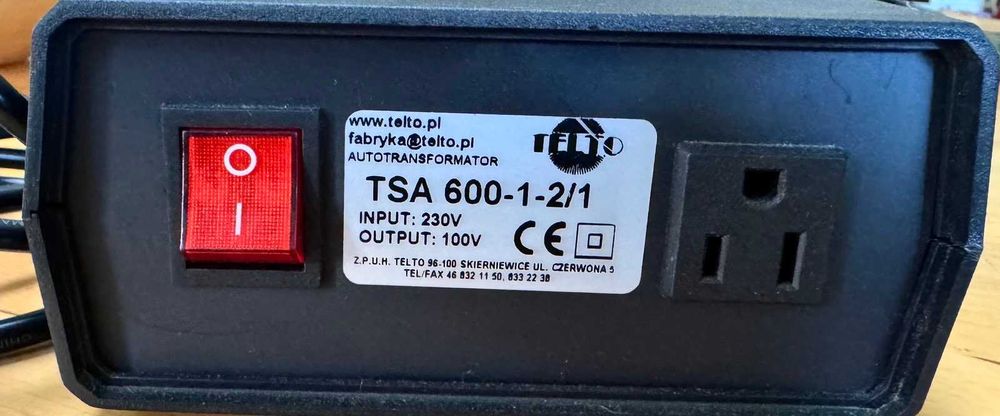 www.telto.pl
fabryka@telto.pl
AUTOTRANSFORMATOR
TELTO
TSA 600-1-2/1
INPUT: 230V
OUTPUT: 100V
CE
Z.P.U.H. TELTO 96-100 SKIERNIEWICE UL. CZERWONA 5
TEL/FAX 46 832 11 50, 833 22 38
O
I